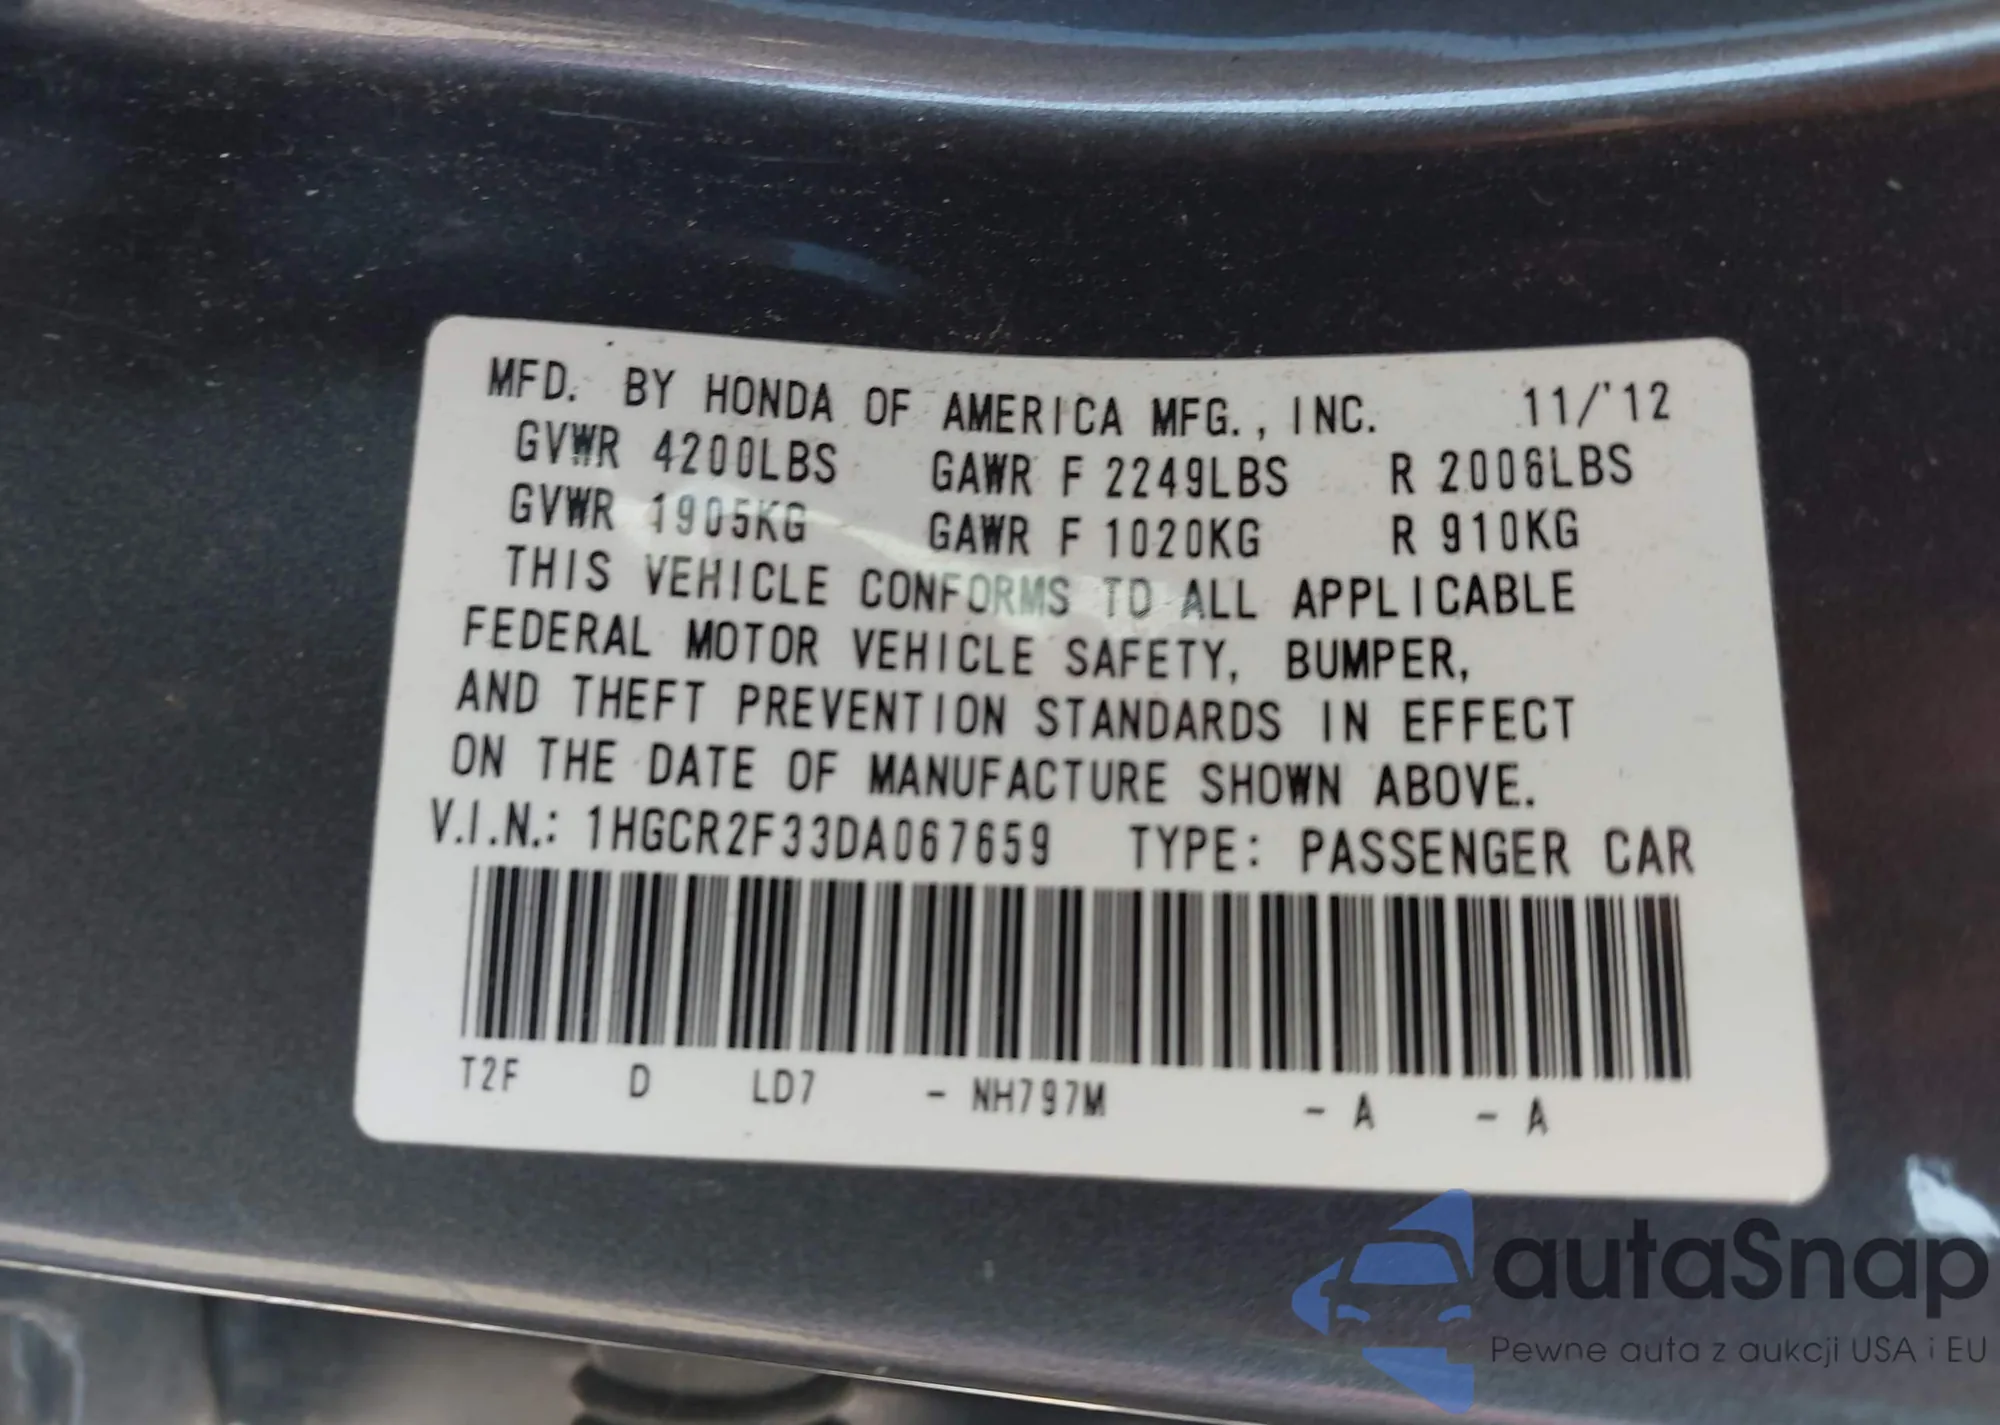 MFD. BY HONDA OF AMERICA MFG., INC. 11/'12
GVWR 4200LBS GAWR F 2249LBS R 2006LBS
GVWR 1905KG GAWR F 1020KG R 910KG
THIS VEHICLE CONFORMS TO ALL APPLICABLE
FEDERAL MOTOR VEHICLE SAFETY, BUMPER,
AND THEFT PREVENTION STANDARDS IN EFFECT
ON THE DATE OF MANUFACTURE SHOWN ABOVE.
V.I.N.: 1HGCR2F33DA067659 TYPE: PASSENGER CAR
T2F D LD7 - NH797M - A - A
autaSnap
Pewne auta z aukcji USA i EU